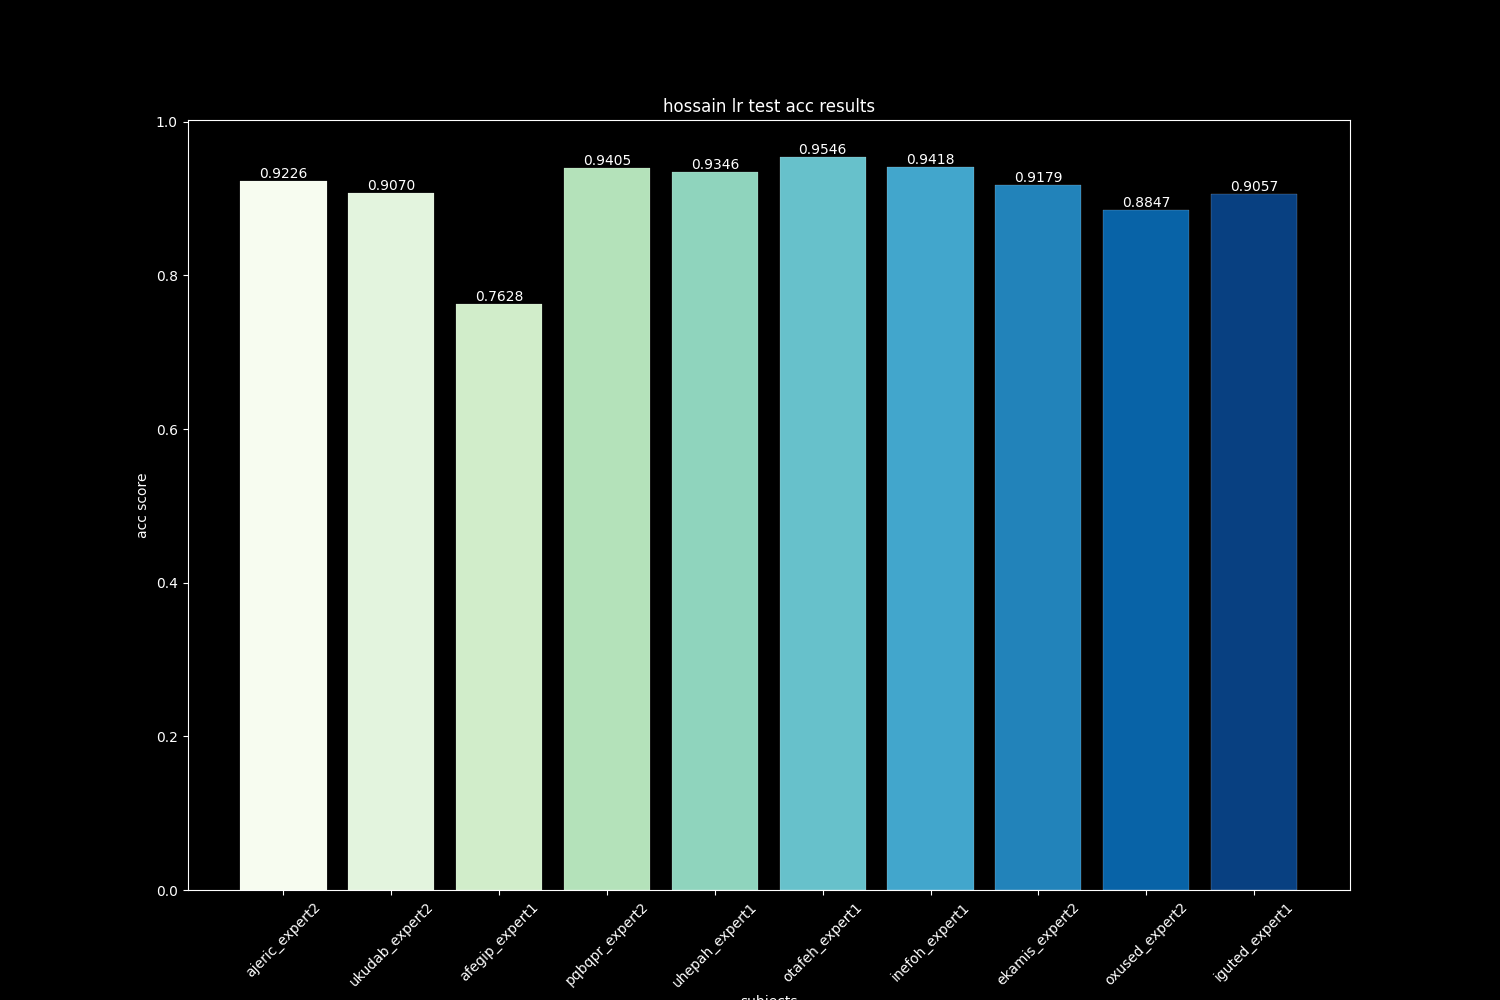 hossain lr test acc results
1.0
0.8
0.6
0.4
0.2
0.0
acc score
0.9226
0.9070
0.7628
0.9405
0.9346
0.9546
0.9418
0.9179
0.8847
0.9057
ajeric_expert2
ukudab_expert2
afegip_expert1
pqbqpr_expert2
uhepah_expert1
otafeh_expert1
inefoh_expert1
ekamis_expert2
oxused_expert2
iguted_expert1
subjects